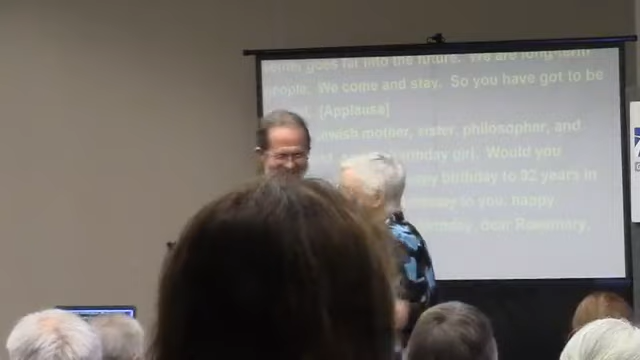 goes far into the future. We are long-term
people. We come and stay. So you have got to be
[Applause]
mother, sister, philosopher, and
birthday girl. Would you
birthday to 92 years in
to you, happy
birthday, dear Rosemary.